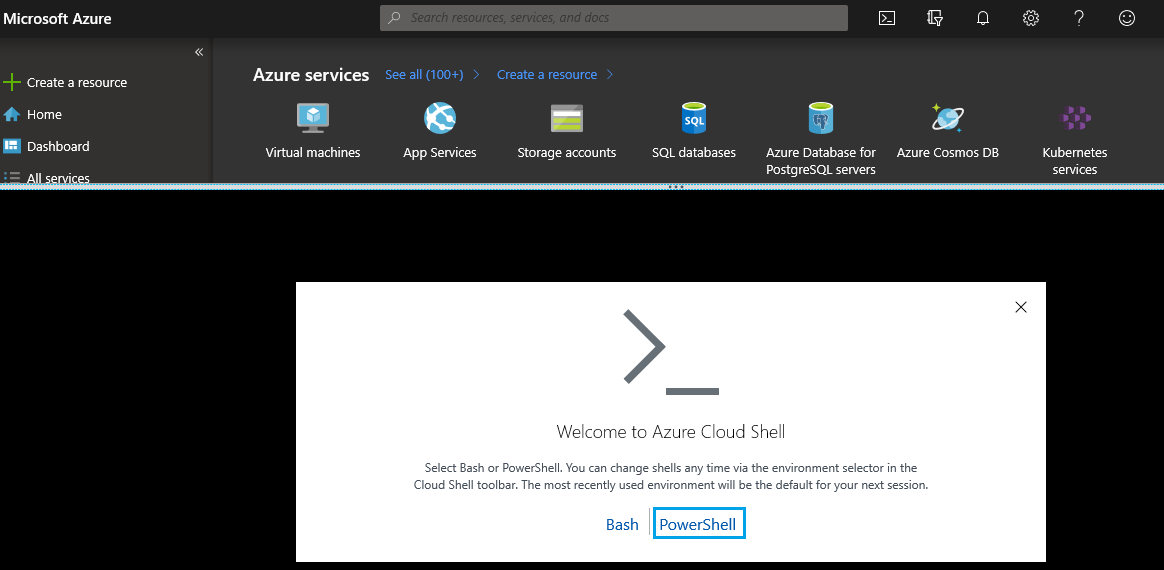 Microsoft Azure
Search resources, services, and docs
«
Create a resource
Home
Dashboard
All services
Azure services
See all (100+)
Create a resource
Virtual machines
App Services
Storage accounts
SQL
SQL databases
Azure Database for
PostgreSQL servers
Azure Cosmos DB
Kubernetes
services
>_
Welcome to Azure Cloud Shell
Select Bash or PowerShell. You can change shells any time via the environment selector in the
Cloud Shell toolbar. The most recently used environment will be the default for your next session.
Bash
PowerShell